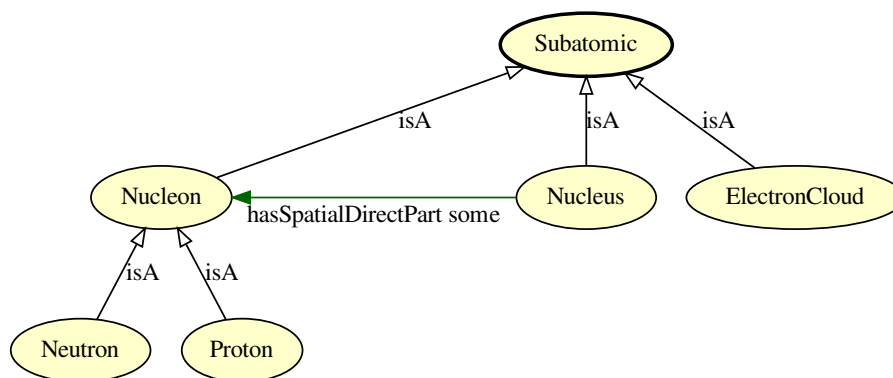 Subatomic
isA
isA
isA
Nucleon
Nucleus
ElectronCloud
hasSpatialDirectPart some
isA
isA
Neutron
Proton